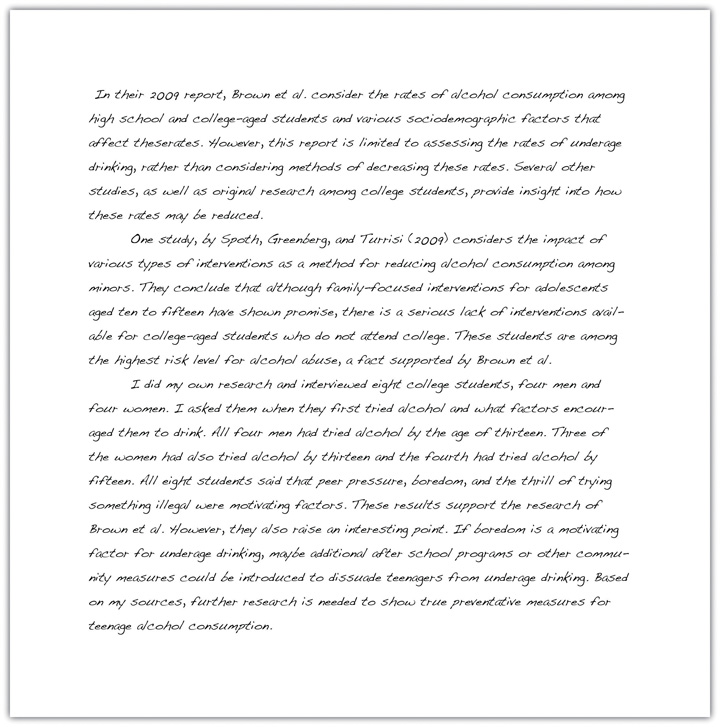 In their 2009 report, Brown et al. consider the rates of alcohol consumption among
high school and college-aged students and various sociodemographic factors that
affect theserates. However, this report is limited to assessing the rates of underage
drinking, rather than considering methods of decreasing these rates. Several other
studies, as well as original research among college students, provide insight into how
these rates may be reduced.
One study, by Spoth, Greenberg, and Turrisi (2009) considers the impact of
various types of interventions as a method for reducing alcohol consumption among
minors. They conclude that although family-focused interventions for adolescents
aged ten to fifteen have shown promise, there is a serious lack of interventions avail-
able for college-aged students who do not attend college. These students are among
the highest risk level for alcohol abuse, a fact supported by Brown et al.
I did my own research and interviewed eight college students, four men and
four women. I asked them when they first tried alcohol and what factors encour-
aged them to drink. All four men had tried alcohol by the age of thirteen. Three of
the women had also tried alcohol by thirteen and the fourth had tried alcohol by
fifteen. All eight students said that peer pressure, boredom, and the thrill of trying
something illegal were motivating factors. These results support the research of
Brown et al. However, they also raise an interesting point. If boredom is a motivating
factor for underage drinking, maybe additional after school programs or other commu-
nity measures could be introduced to dissuade teenagers from underage drinking. Based
on my sources, further research is needed to show true preventative measures for
teenage alcohol consumption.